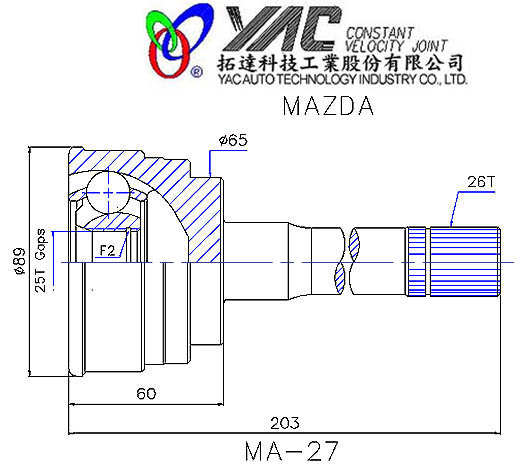 YAC CONSTANT
VELOCITY JOINT
®
拓達科技工業股份有限公司
YAC AUTO TECHNOLOGY INDUSTRY CO., LTD.
MAZDA
ø65
26T
ø89
25T Gaps
F2
60
203
MA-27